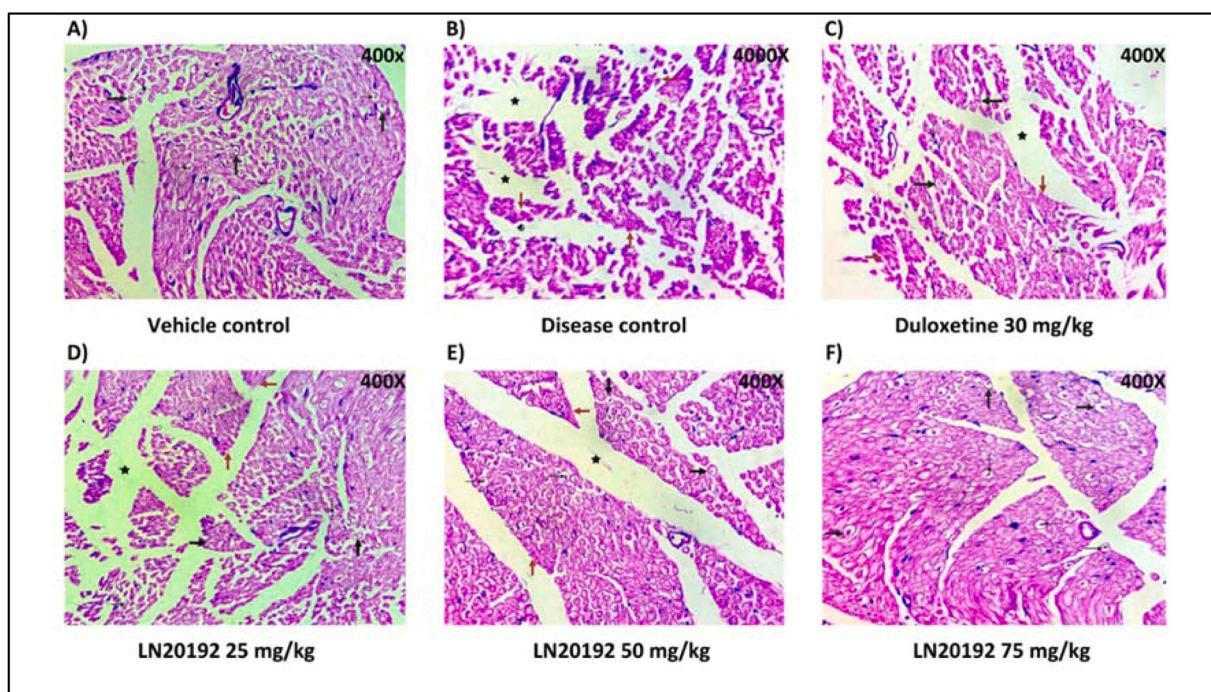 A) B) C)
400x 4000X 400X
Vehicle control Disease control Duloxetine 30 mg/kg
D) E) F)
400X 400X 400X
LN20192 25 mg/kg LN20192 50 mg/kg LN20192 75 mg/kg